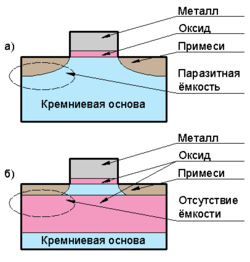 Металл
Оксид
а)
Примеси
Паразитная
ёмкость
Кремниевая основа
Металл
Оксид
б)
Примеси
Отсутствие
ёмкости
Кремниевая основа